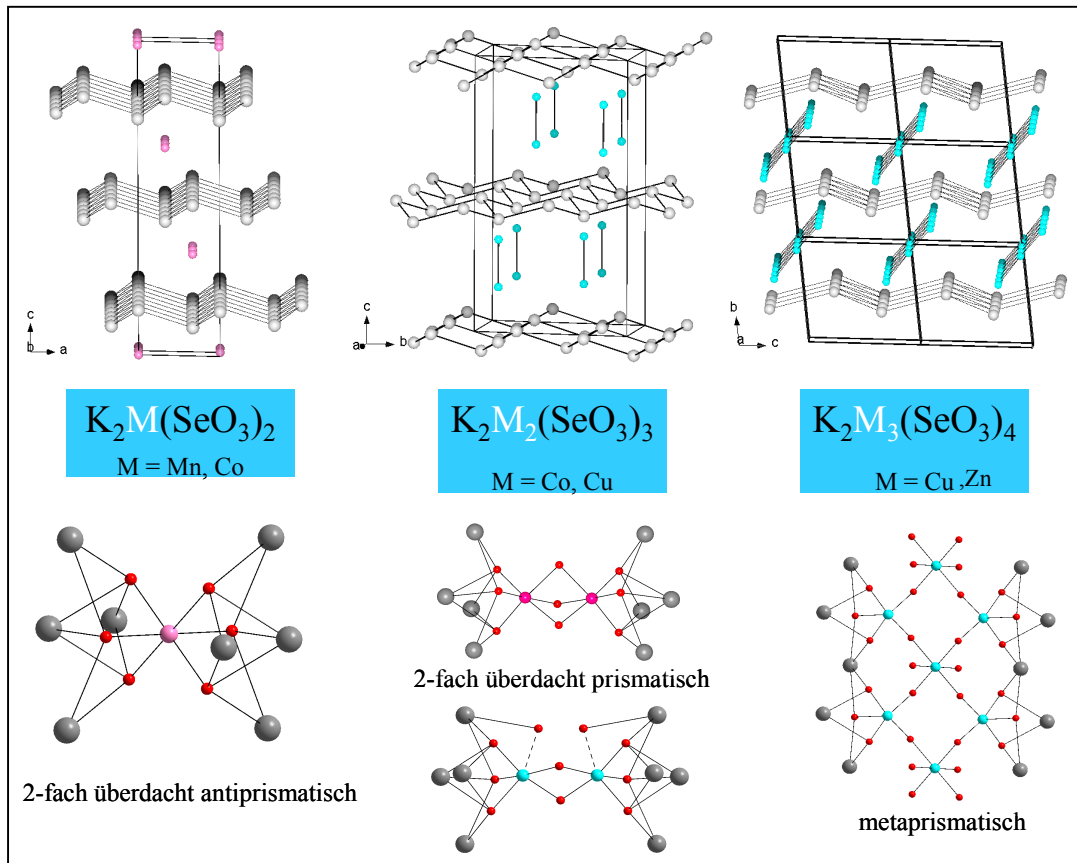 c
b a
c
a b
b
c
K₂M(SeO₃)₂
M = Mn, Co
K₂M₂(SeO₃)₃
M = Co, Cu
K₂M₃(SeO₃)₄
M = Cu ,Zn
2-fach überdacht antiprismatisch
2-fach überdacht prismatisch
metaprismatisch